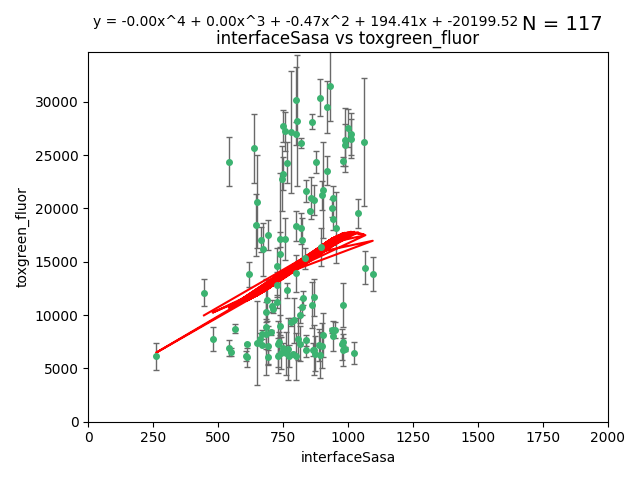 y = -0.00x^4 + 0.00x^3 + -0.47x^2 + 194.41x + -20199.52 N = 117
interfaceSasa vs toxgreen_fluor
30000
25000
20000
15000
10000
5000
0
toxgreen_fluor
0 250 500 750 1000 1250 1500 1750 2000
interfaceSasa